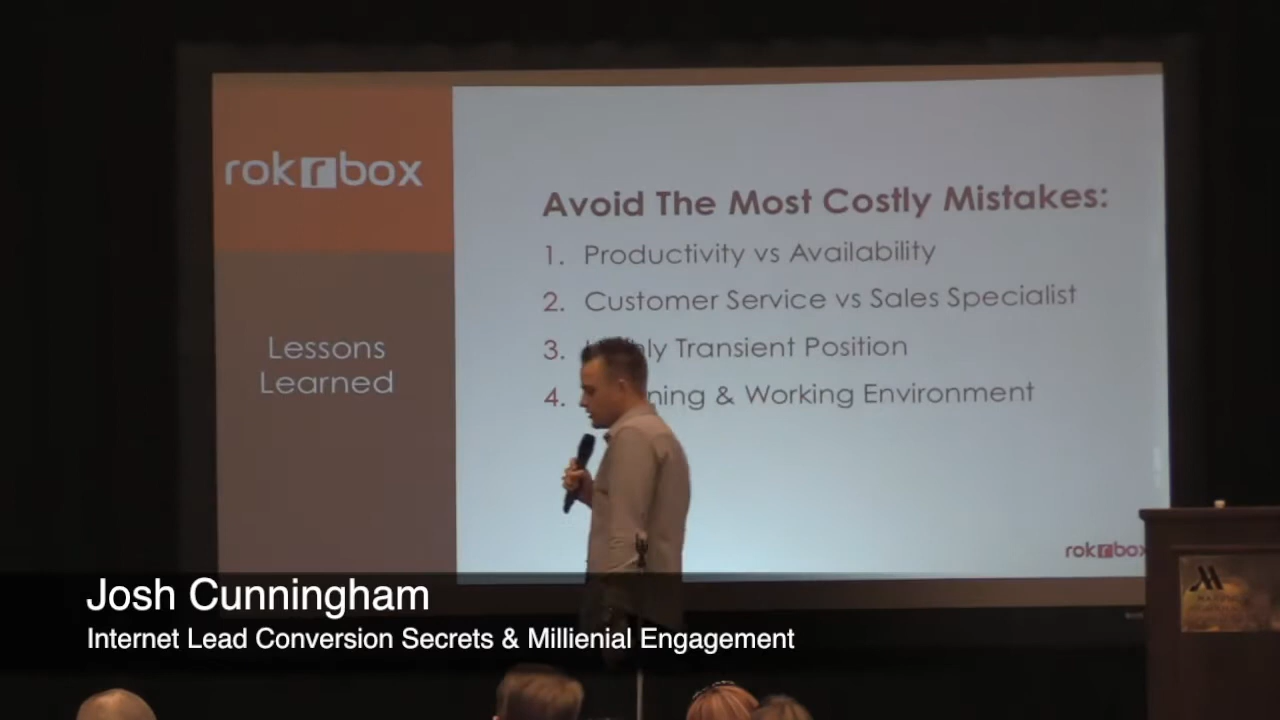 rokrbox
Lessons
Learned
Avoid The Most Costly Mistakes:
1. Productivity vs Availability
2. Customer Service vs Sales Specialist
3. Transient Position
4. & Working Environment
rokrbox
Josh Cunningham
Internet Lead Conversion Secrets & Millienial Engagement